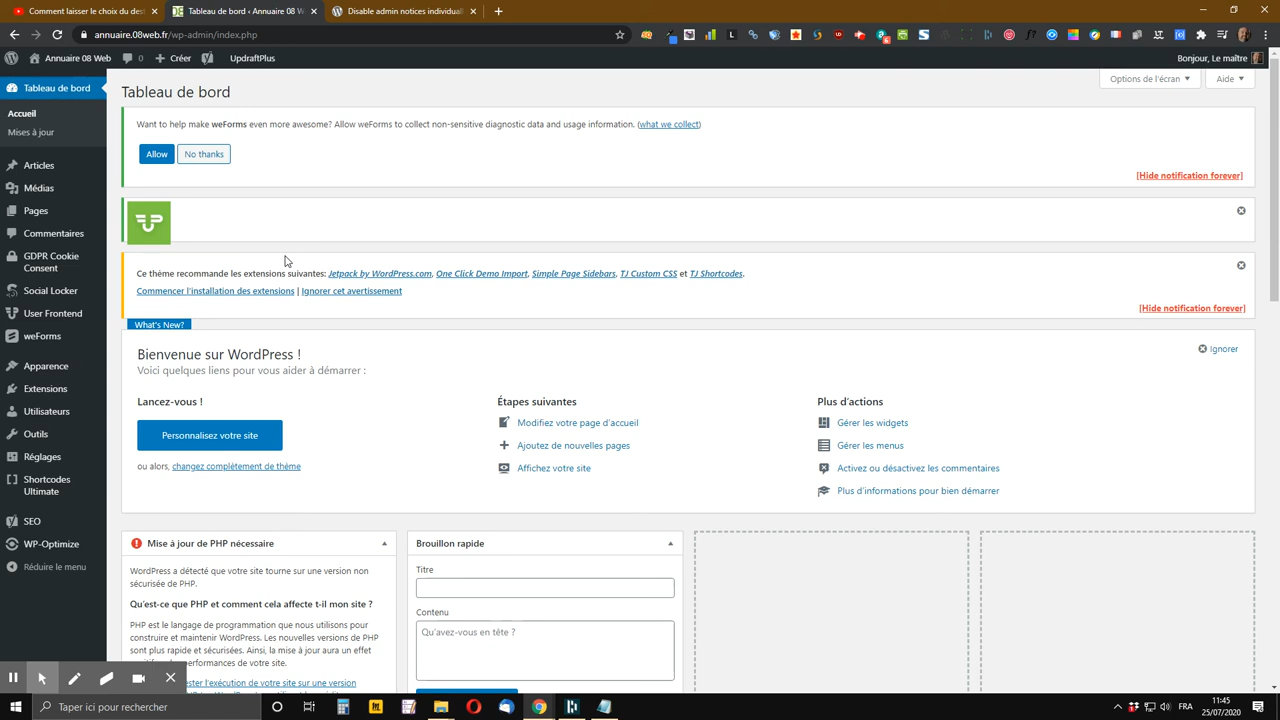 Comment laisser le choix des
Tableau de bord ‹ Annuaire 08 W
WordPress admin notices individuall
annuaire08web.fr/wp-admin/index.php
Annuaire 08 Web
0
Créer
UpdraftPlus
Bonjour, Le maître
Tableau de bord
Accueil
Mises à jour
Articles
Médias
Pages
Commentaires
GDPR Cookie
Consent
Social Locker
User Frontend
weForms
Apparence
Extensions
Utilisateurs
Outils
Réglages
Shortcodes
Ultimate
SEO
WP-Optimize
Réduire le menu
Options de l'écran
Aide
Tableau de bord
Want to help make weForms even more awesome? Allow weForms to collect non-sensitive diagnostic data and usage information. (what we collect)
Allow
No thanks
[Hide notification forever]
Ce thème recommande les extensions suivantes: Jetpack by WordPress.com, One Click Demo Import, Simple Page Sidebars, TJ Custom CSS et TJ Shortcodes.
Commencer l'installation des extensions | Ignorer cet avertissement
[Hide notification forever]
What's New?
Bienvenue sur WordPress !
Voici quelques liens pour vous aider à démarrer :
Ignorer
Lancez-vous !
Personnalisez votre site
ou alors, changez complètement de thème
Étapes suivantes
Modifiez votre page d'accueil
Ajoutez de nouvelles pages
Affichez votre site
Plus d'actions
Gérer les widgets
Gérer les menus
Activez ou désactivez les commentaires
Plus d'informations pour bien démarrer
Mise à jour de PHP nécessaire
WordPress a détecté que votre site tourne sur une version non
sécurisée de PHP.
Qu'est-ce que PHP et comment cela affecte t-il mon site ?
PHP est le langage de programmation que nous utilisons pour
construire et maintenir WordPress. Les nouvelles versions de PHP
sont plus rapide et sécurisées. Ainsi, la mise à jour aura un effet
performances de votre site.
ester l'exécution de votre site sur une version
Brouillon rapide
Titre
Contenu
Qu'avez-vous en tête ?
Taper ici pour rechercher
FRA
11:45
25/07/2020